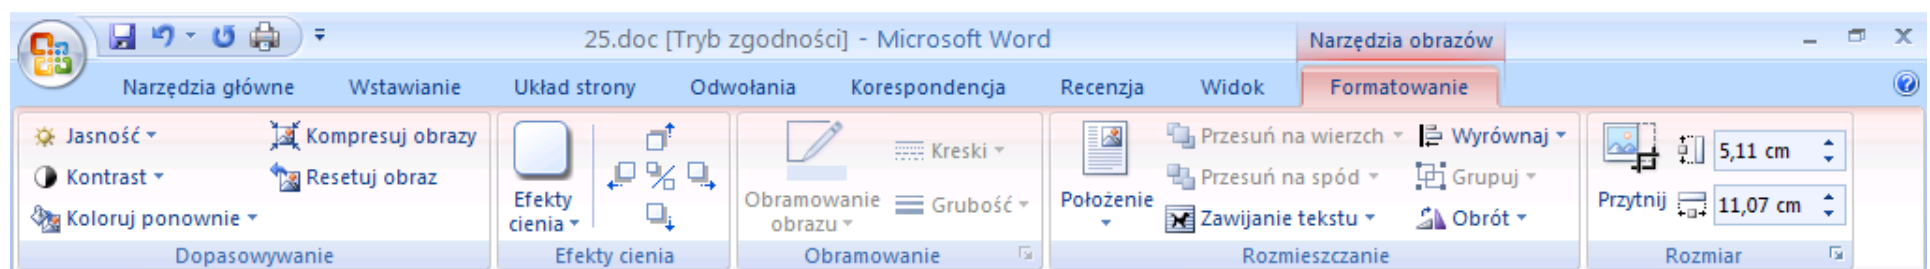 25.doc [Tryb zgodności] - Microsoft Word
Narzędzia obrazów
Narzędzia główne Wstawianie Układ strony Odwołania Korespondencja Recenzja Widok Formatowanie
Jasność
Kontrast
Koloruj ponownie
Kompresuj obrazy
Resetuj obraz
Dopasowywanie
Efekty
cienia
Efekty cienia
Obramowanie
obrazu
Kreski
Grubość
Obramowanie
Położenie
Przesuń na wierzch
Przesuń na spód
Zawijanie tekstu
Wyrównaj
Grupuj
Obrót
Rozmieszczanie
Przytnij
5,11 cm
11,07 cm
Rozmiar